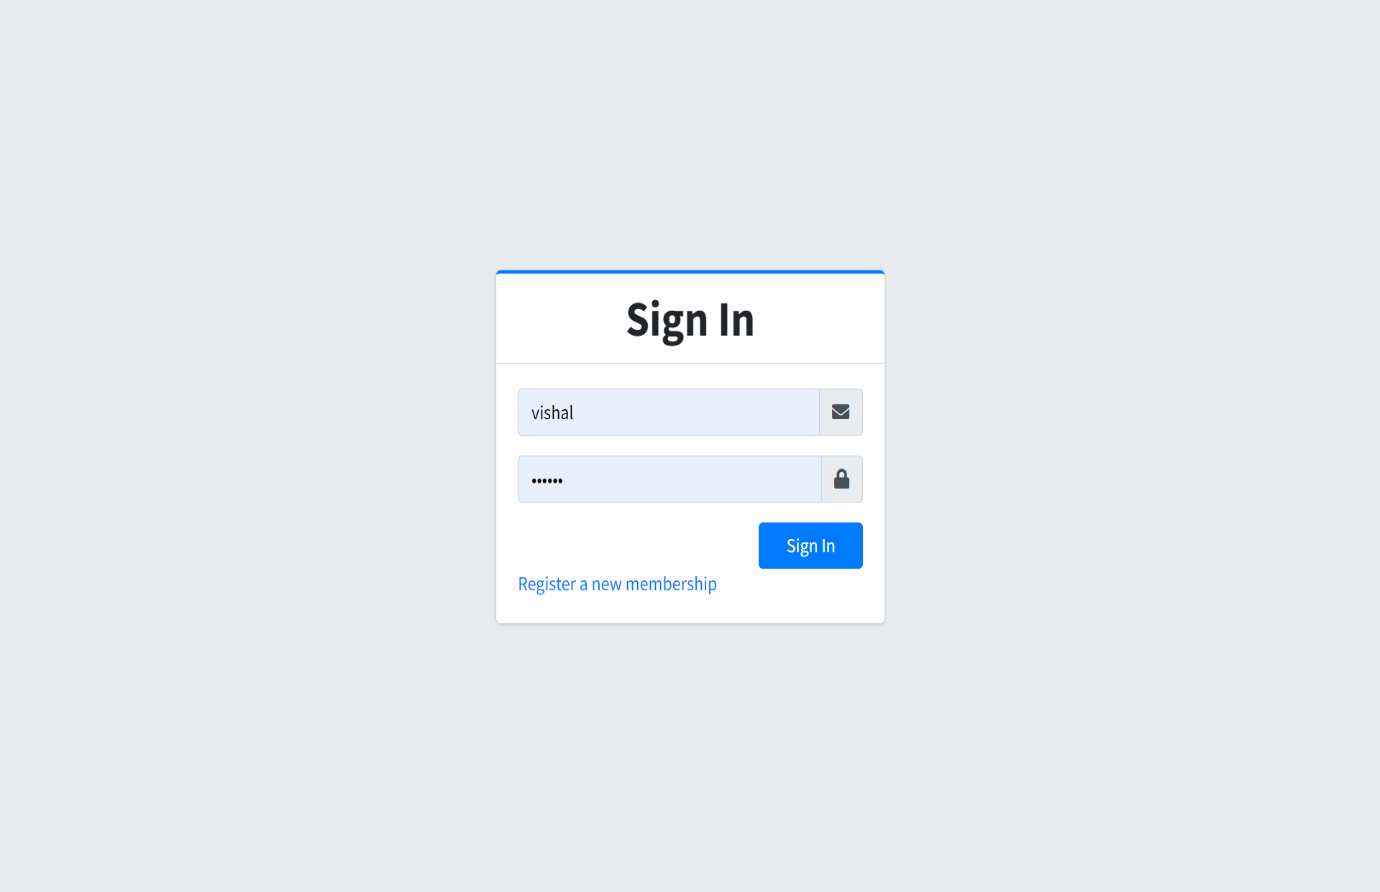 Sign In
vishal
••••••
Sign In
Register a new membership